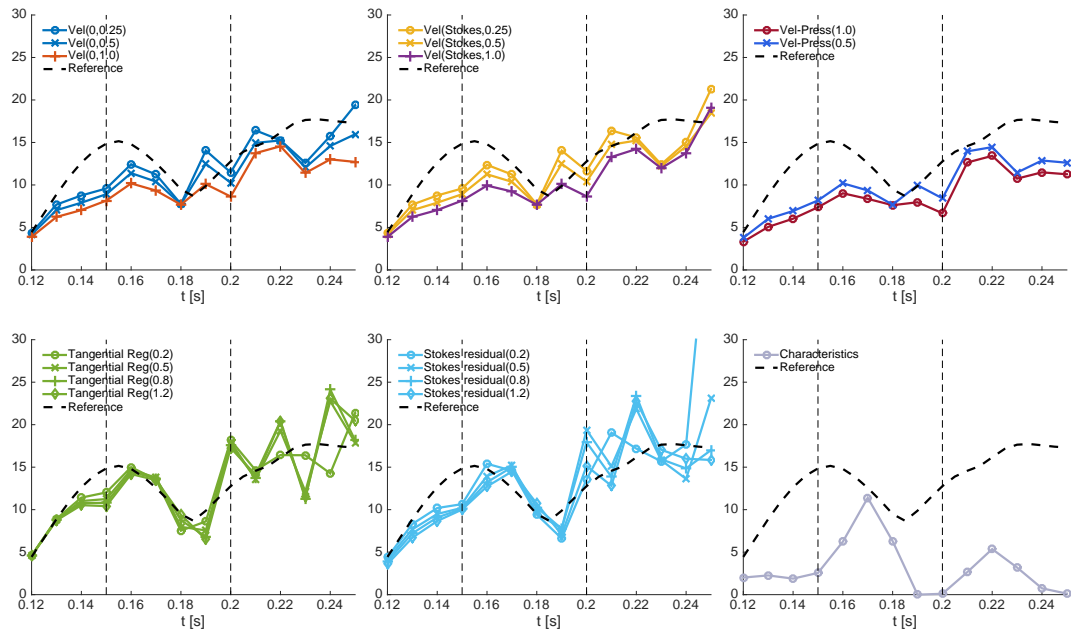 30
25
20
15
10
5
0
Vel(0,0.25)
Vel(0,0.5)
Vel(0,1.0)
Reference
0.12 0.14 0.16 0.18 0.2 0.22 0.24
t [s]
30
25
20
15
10
5
0
Vel(Stokes,0.25)
Vel(Stokes,0.5)
Vel(Stokes,1.0)
Reference
0.12 0.14 0.16 0.18 0.2 0.22 0.24
t [s]
30
25
20
15
10
5
0
Vel-Press(1.0)
Vel-Press(0.5)
Reference
0.12 0.14 0.16 0.18 0.2 0.22 0.24
t [s]
30
25
20
15
10
5
0
Tangential Reg(0.2)
Tangential Reg(0.5)
Tangential Reg(0.8)
Tangential Reg(1.2)
Reference
0.12 0.14 0.16 0.18 0.2 0.22 0.24
t [s]
30
25
20
15
10
5
0
Stokes residual(0.2)
Stokes residual(0.5)
Stokes residual(0.8)
Stokes residual(1.2)
Reference
0.12 0.14 0.16 0.18 0.2 0.22 0.24
t [s]
30
25
20
15
10
5
0
Characteristics
Reference
0.12 0.14 0.16 0.18 0.2 0.22 0.24
t [s]